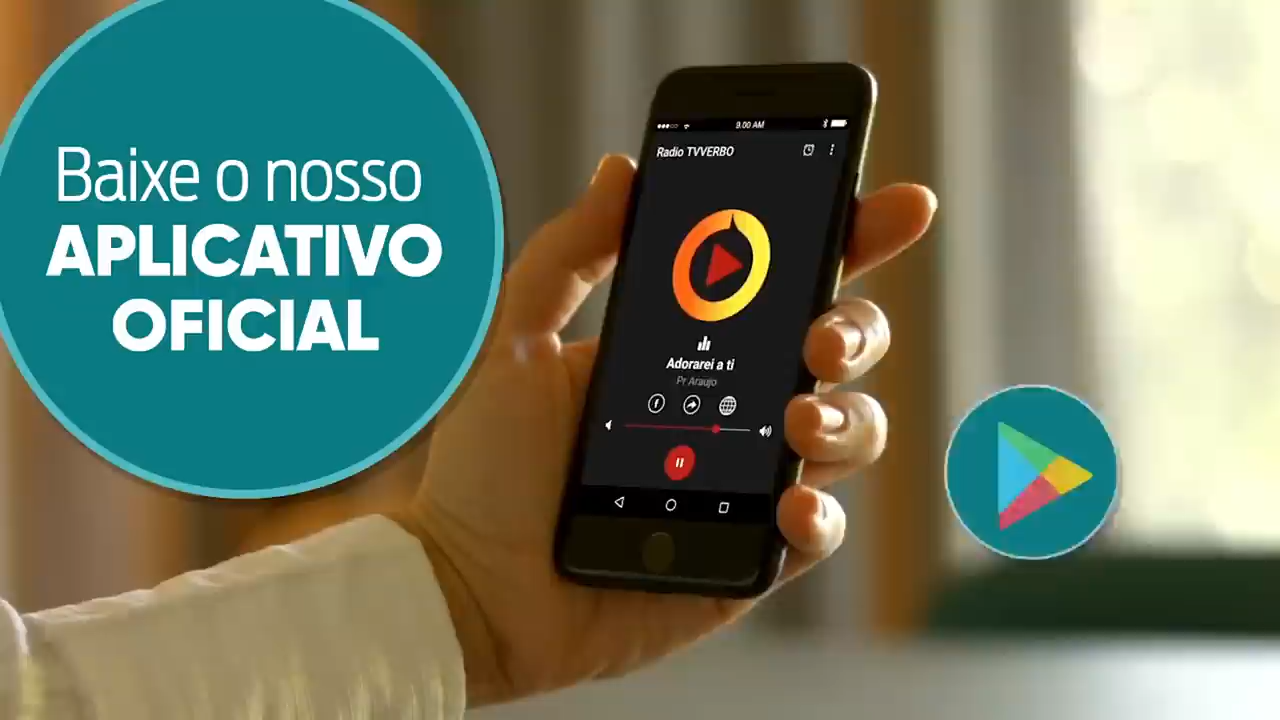 Baixe o nosso
APLICATIVO
OFICIAL
9.00 AM
Radio TVVERBO
Adorarei a ti
Pr Araujo